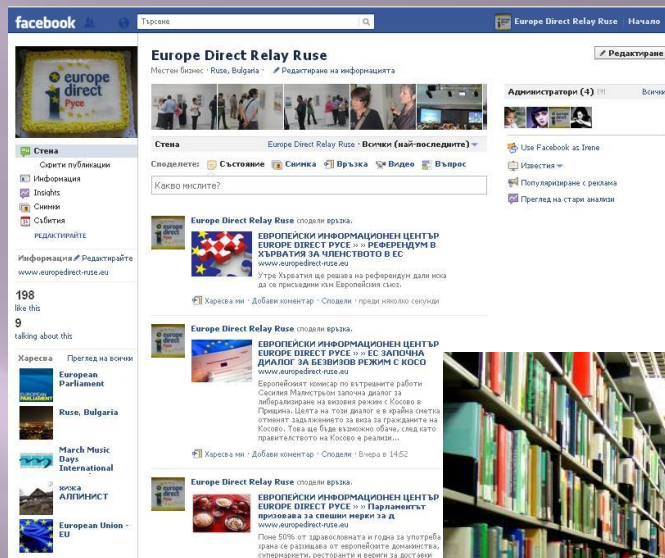 facebook
Търсене
Europe Direct Relay Ruse
Начало
europe
direct
Русе
Europe Direct Relay Ruse
Местен бизнес · Ruse, Bulgaria · Редактиране на информацията
Редактиране
Стена
Europe Direct Relay Ruse · Всички (най-последните)
Споделете: Състояние Снимка Връзка Видео Въпрос
Какво мислите?
Europe Direct Relay Ruse сподели връзка.
ЕВРОПЕЙСКИ ИНФОРМАЦИОНЕН ЦЕНТЪР
EUROPE DIRECT РУСЕ » » РЕФЕРЕНДУМ В
ХЪРВАТИЯ ЗА ЧЛЕНСТВОТО В ЕС
www.europedirect-ruse.eu
Утре Хърватия ще решава на референдум дали иска
да се присъедини към Европейския съюз.
Харесва ми · Добави коментар · Сподели · преди няколко секунди
Europe Direct Relay Ruse сподели връзка.
ЕВРОПЕЙСКИ ИНФОРМАЦИОНЕН ЦЕНТЪР
EUROPE DIRECT РУСЕ » » ЕС ЗАПОЧНА
ДИАЛОГ ЗА БЕЗВИЗОВ РЕЖИМ С КОСО
www.europedirect-ruse.eu
Европейският комисар по вътрешните работи
Сесилия Малмстрьом започна диалог за
либерализиране на визовия режим с Косово в
Прищина. Целта на този диалог е в крайна сметка
отменят задължението за виза за гражданите на
Косово. Това ще бъде възможно обаче, след като
правителството на Косово е реализи...
Харесва ми · Добави коментар · Сподели · Вчера в 14:52
Europe Direct Relay Ruse сподели връзка.
ЕВРОПЕЙСКИ ИНФОРМАЦИОНЕН ЦЕНТЪР
EUROPE DIRECT РУСЕ » » Парламентът
призовава за спешни мерки за д
www.europedirect-ruse.eu
Поне 50% от здравословната и годна за употреба
храна се разхищава от европейските домакинства,
супермаркети, ресторанти и вериги за доставки
Стена
Скрити публикации
Информация
Insights
Снимки
Събития
РЕДАКТИРАЙТЕ
Информация Редактирайте
www.europedirect-ruse.eu
198
like this
9
talking about this
Харесва Преглед на всички
European
Parliament
Ruse, Bulgaria
March Music
Days
International
хижа
АЛПИНИСТ
European Union -
EU
Администратори (4) [?]
Всички
Use Facebook as Irene
Известия
Популяризиране с реклама
Преглед на стари анализи